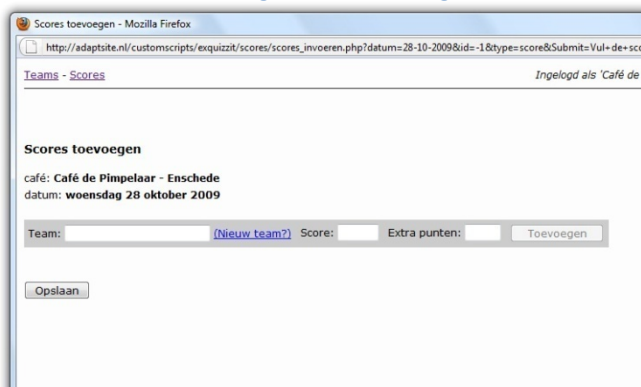 Scores toevoegen - Mozilla Firefox
http://adaptsite.nl/customscripts/exquizzit/scores/scores_invoeren.php?datum=28-10-2009&id=-1&type=score&Submit=Vul+de+sco
Teams - Scores Ingelogd als 'Café de
Scores toevoegen
café: Café de Pimpelaar - Enschede
datum: woensdag 28 oktober 2009
Team: (Nieuw team?) Score: Extra punten: Toevoegen
Opslaan